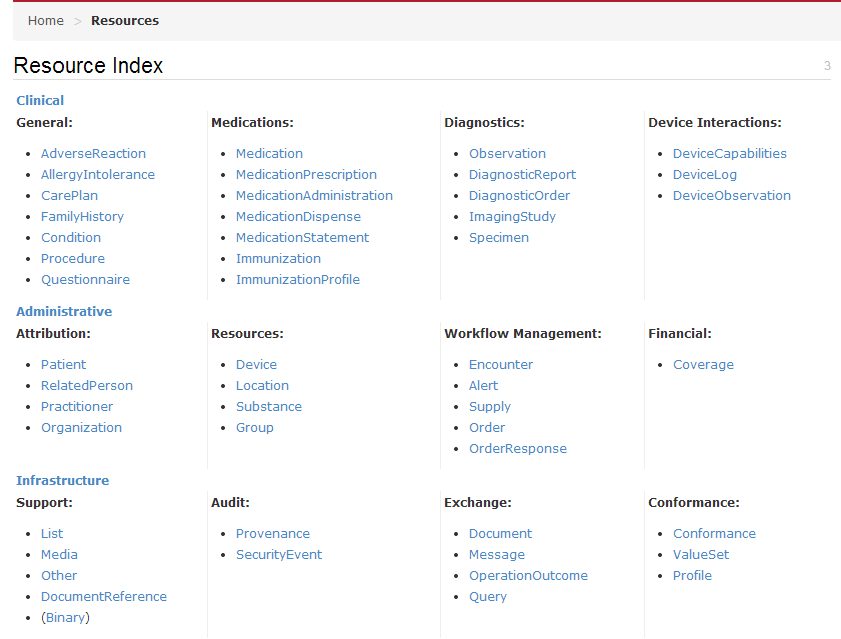 Home > Resources
Resource Index 3
Clinical
General:
AdverseReaction
AllergyIntolerance
CarePlan
FamilyHistory
Condition
Procedure
Questionnaire
Medications:
Medication
MedicationPrescription
MedicationAdministration
MedicationDispense
MedicationStatement
Immunization
ImmunizationProfile
Diagnostics:
Observation
DiagnosticReport
DiagnosticOrder
ImagingStudy
Specimen
Device Interactions:
DeviceCapabilities
DeviceLog
DeviceObservation
Administrative
Attribution:
Patient
RelatedPerson
Practitioner
Organization
Resources:
Device
Location
Substance
Group
Workflow Management:
Encounter
Alert
Supply
Order
OrderResponse
Financial:
Coverage
Infrastructure
Support:
List
Media
Other
DocumentReference
(Binary)
Audit:
Provenance
SecurityEvent
Exchange:
Document
Message
OperationOutcome
Query
Conformance:
Conformance
ValueSet
Profile